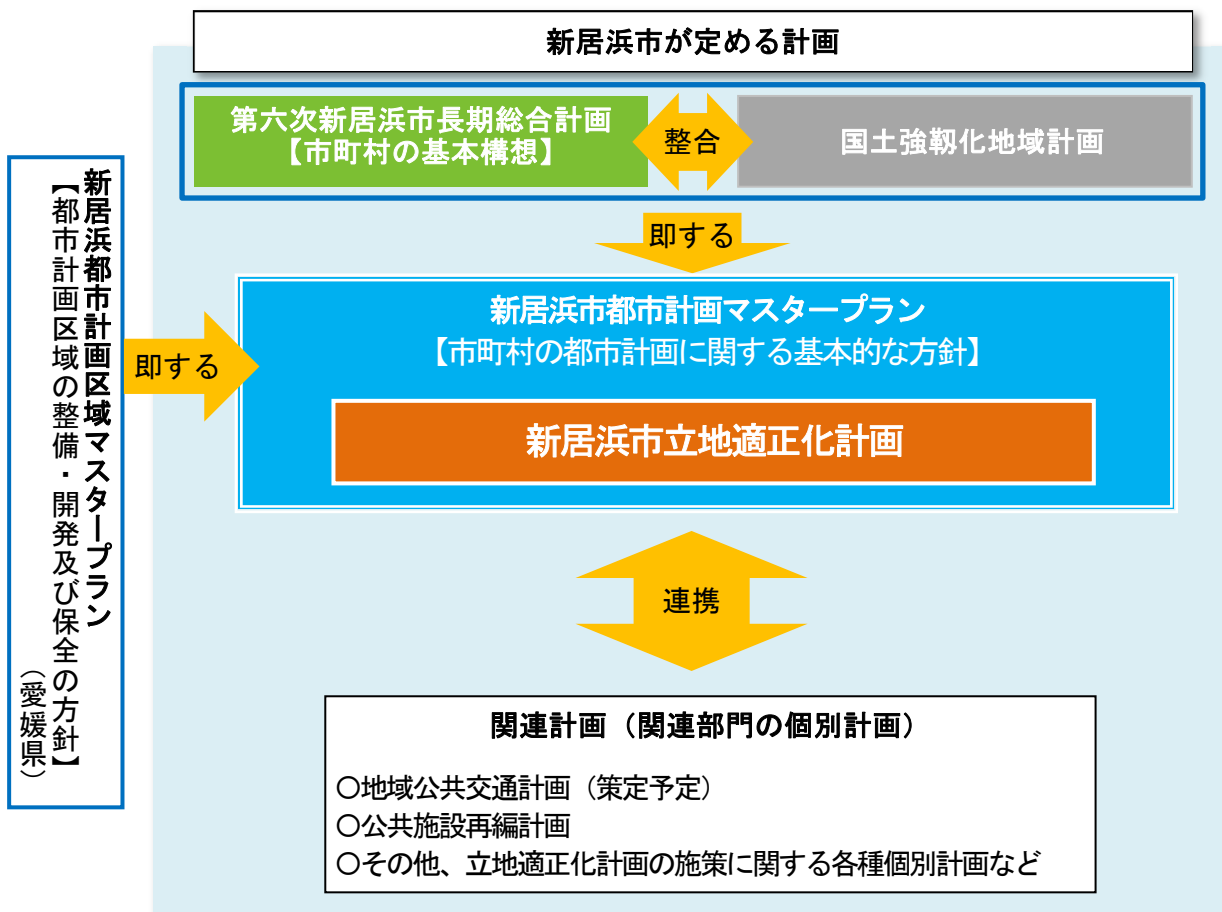 新居浜市が定める計画
第六次新居浜市長期総合計画
【市町村の基本構想】
整合
国土強靱化地域計画
即する
新居浜都市計画区域マスタープラン
【都市計画区域の整備・開発及び保全の方針】
（愛媛県）
即する
新居浜市都市計画マスタープラン
【市町村の都市計画に関する基本的な方針】
新居浜市立地適正化計画
連携
関連計画（関連部門の個別計画）
〇地域公共交通計画（策定予定）
〇公共施設再編計画
〇その他、立地適正化計画の施策に関する各種個別計画など